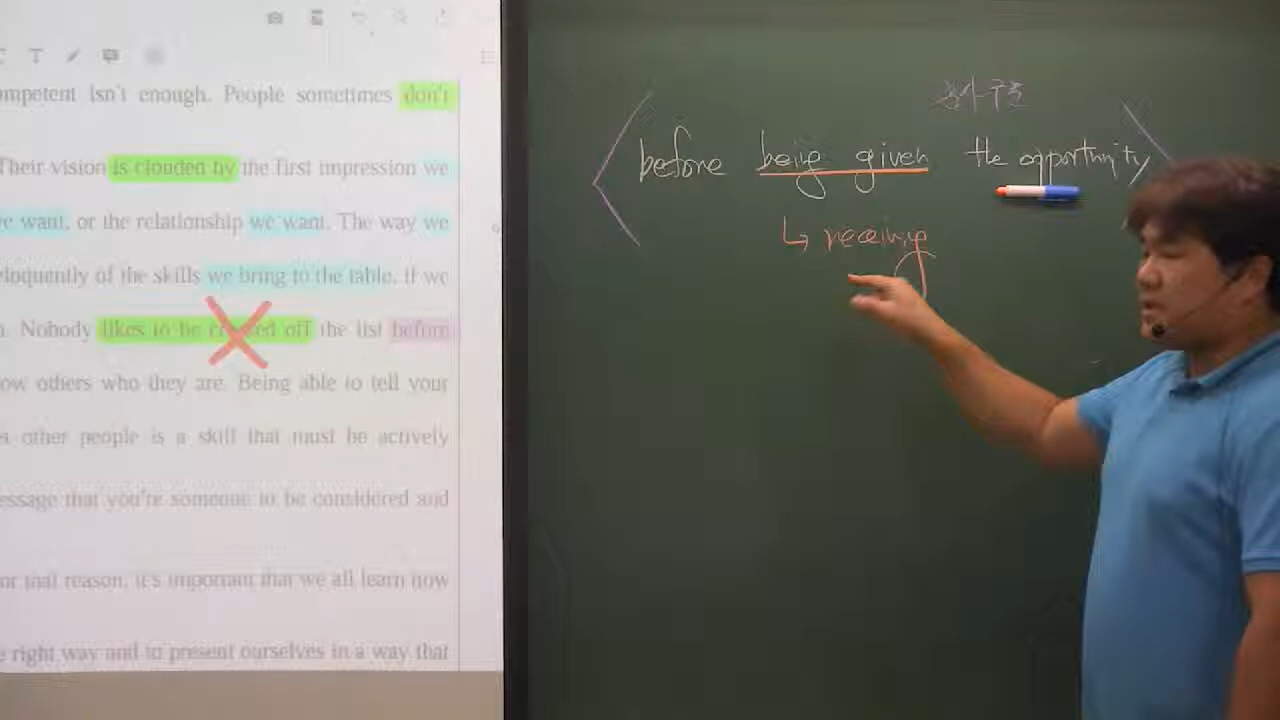 mpetent isn't enough. People sometimes don't
Their vision is clouded by the first impression we
we want, or the relationship we want. The way we
loquently of the skills we bring to the table. If we
. Nobody likes to be crossed off the list before
ow others who they are. Being able to tell your
other people is a skill that must be actively
essage that you're someone to be considered and
or that reason, it's important that we all learn how
e right way and to present ourselves in a way that
before being given the opportunity
↳ receiving